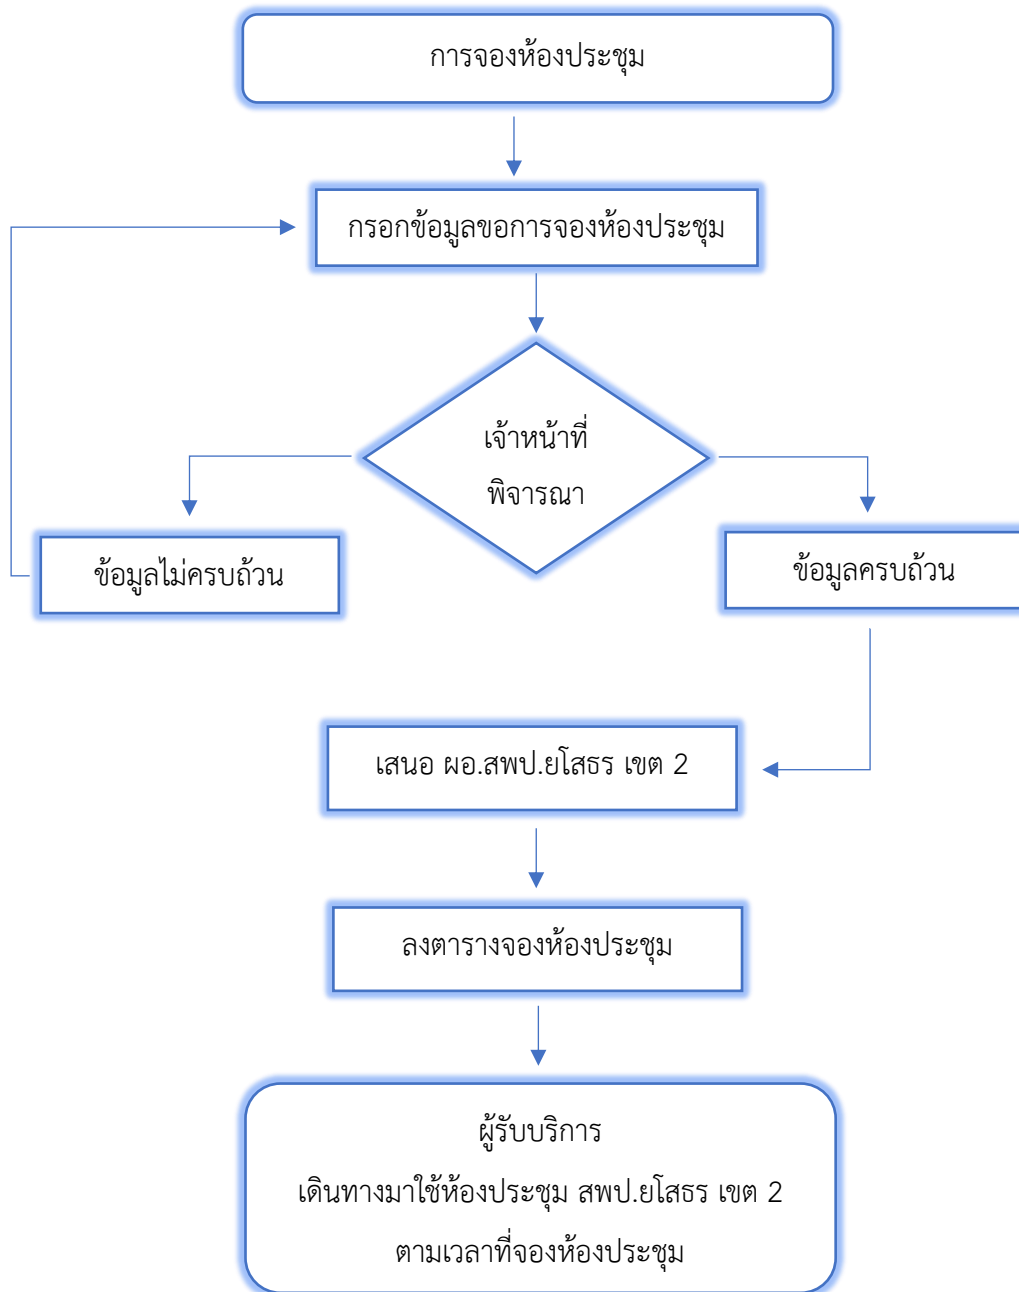 การจองห้องประชุม
กรอกข้อมูลขอการจองห้องประชุม
เจ้าหน้าที่
พิจารณา
ข้อมูลไม่ครบถ้วน
ข้อมูลครบถ้วน
เสนอ ผอ.สพป.ยโสธร เขต 2
ลงตารางจองห้องประชุม
ผู้รับบริการ
เดินทางมาใช้ห้องประชุม สพป.ยโสธร เขต 2
ตามเวลาที่จองห้องประชุม